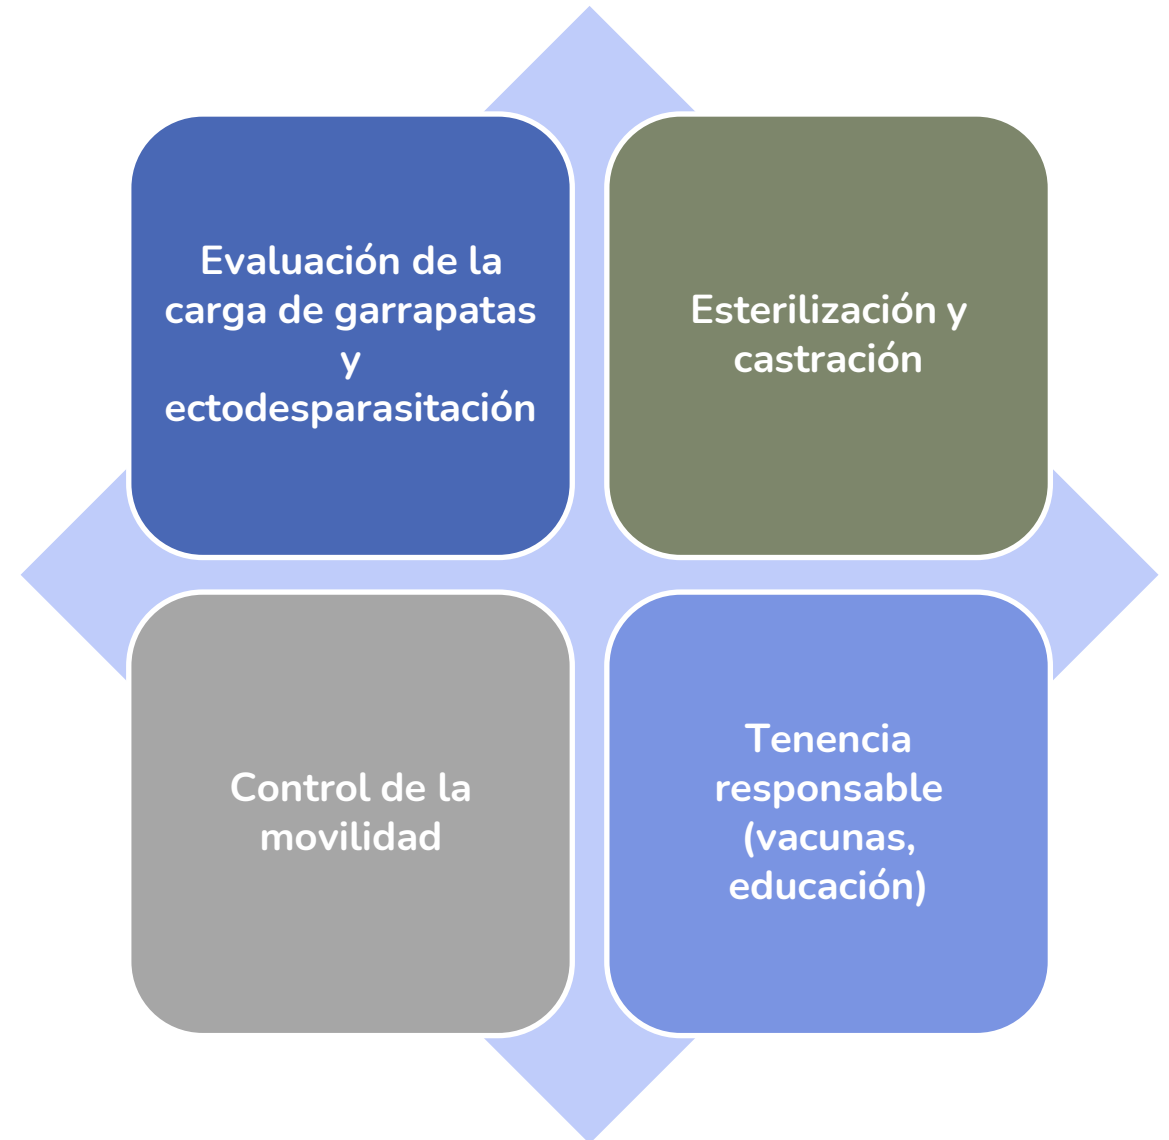 Evaluación de la
carga de garrapatas
y
ectodesparasitación
Esterilización y
castración
Control de la
movilidad
Tenencia
responsable
(vacunas,
educación)